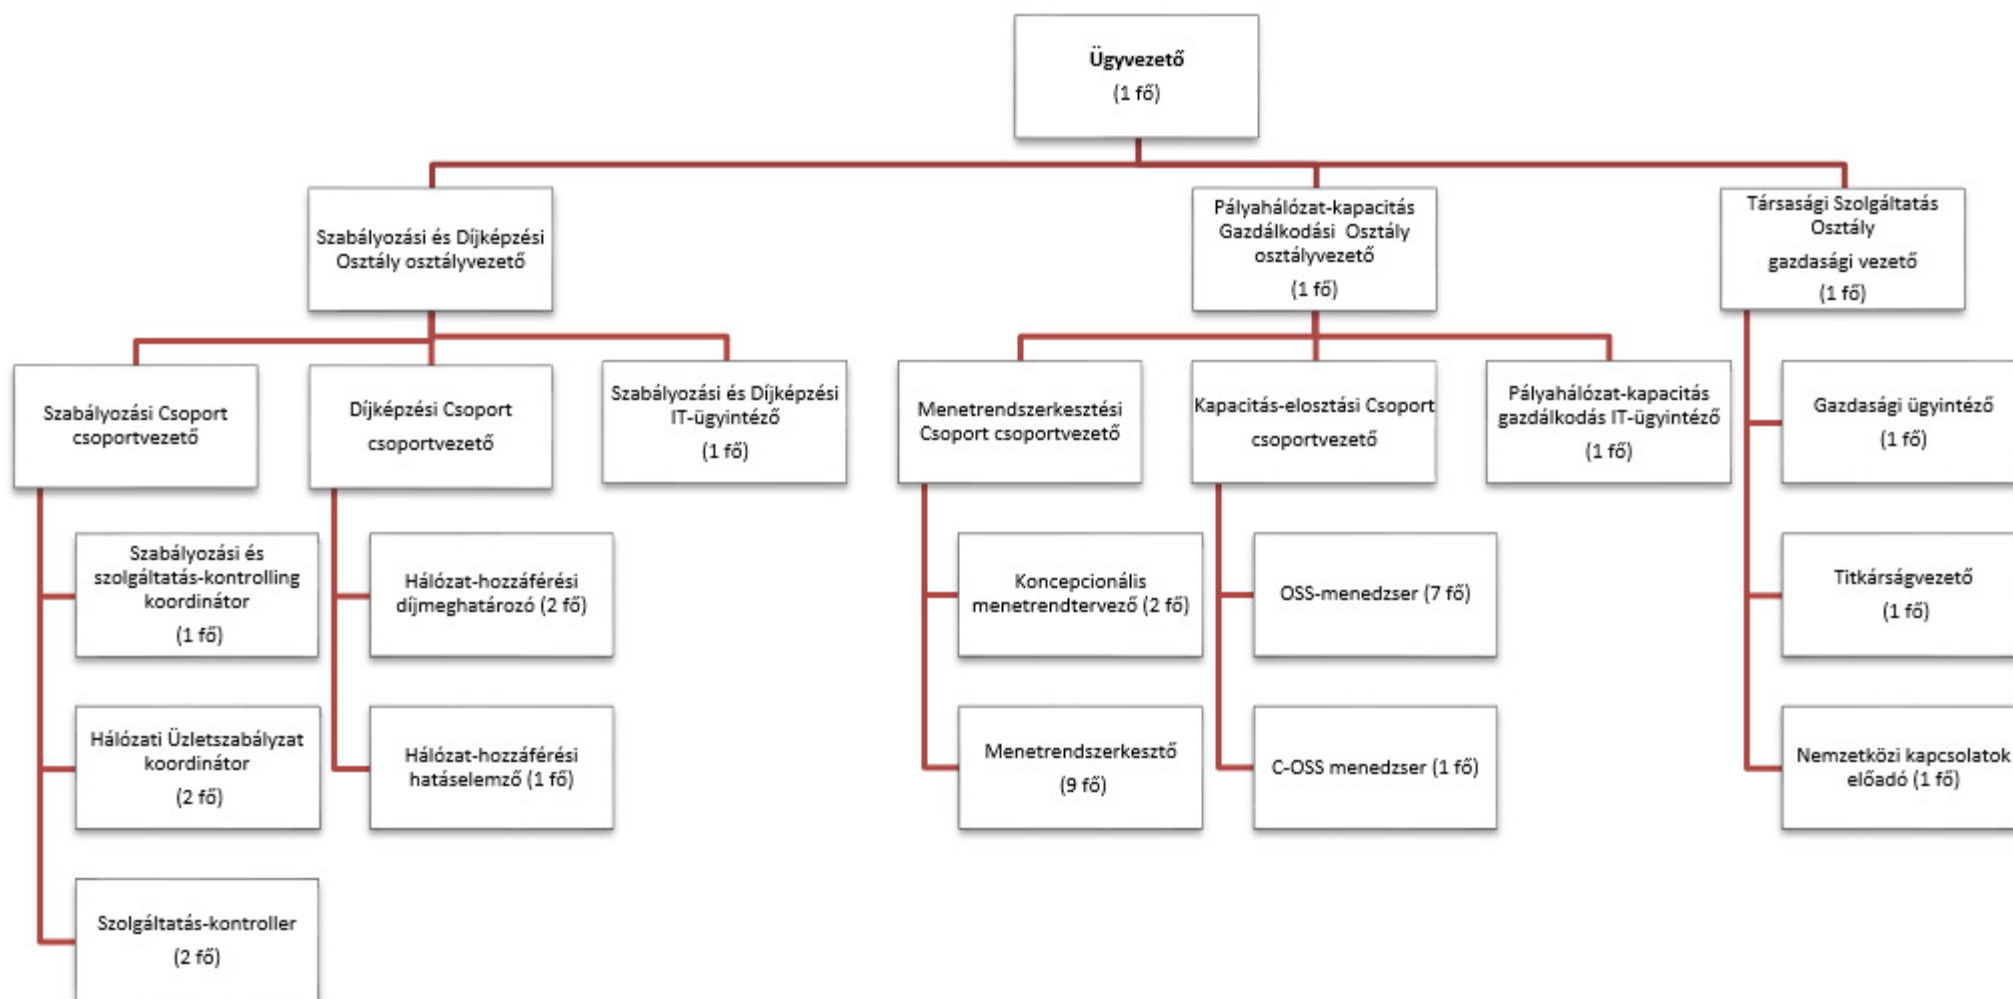 Ügyvezető
(1 fő)
Szabályozási és Díjképzési
Osztály osztályvezető
Pályahálózat-kapacitás
Gazdálkodási Osztály
osztályvezető
(1 fő)
Társasági Szolgáltatás
Osztály
gazdasági vezető
(1 fő)
Szabályozási Csoport
csoportvezető
Díjképzési Csoport
csoportvezető
Szabályozási és Díjképzési
IT-ügyintéző
(1 fő)
Menetrendszerkesztési
Csoport csoportvezető
Kapacitás-elosztási Csoport
csoportvezető
Pályahálózat-kapacitás
gazdálkodás IT-ügyintéző
(1 fő)
Gazdasági ügyintéző
(1 fő)
Szabályozási és
szolgáltatás-kontrolling
koordinátor
(1 fő)
Hálózat-hozzáférési
díjmeghatározó (2 fő)
Koncepcionális
menetrendtervező (2 fő)
OSS-menedzser (7 fő)
Titkárságvezető
(1 fő)
Hálózati Üzletszabályzat
koordinátor
(2 fő)
Hálózat-hozzáférési
hatáselemző (1 fő)
Menetrendszerkesztő
(9 fő)
C-OSS menedzser (1 fő)
Nemzetközi kapcsolatok
előadó (1 fő)
Szolgáltatás-kontroller
(2 fő)